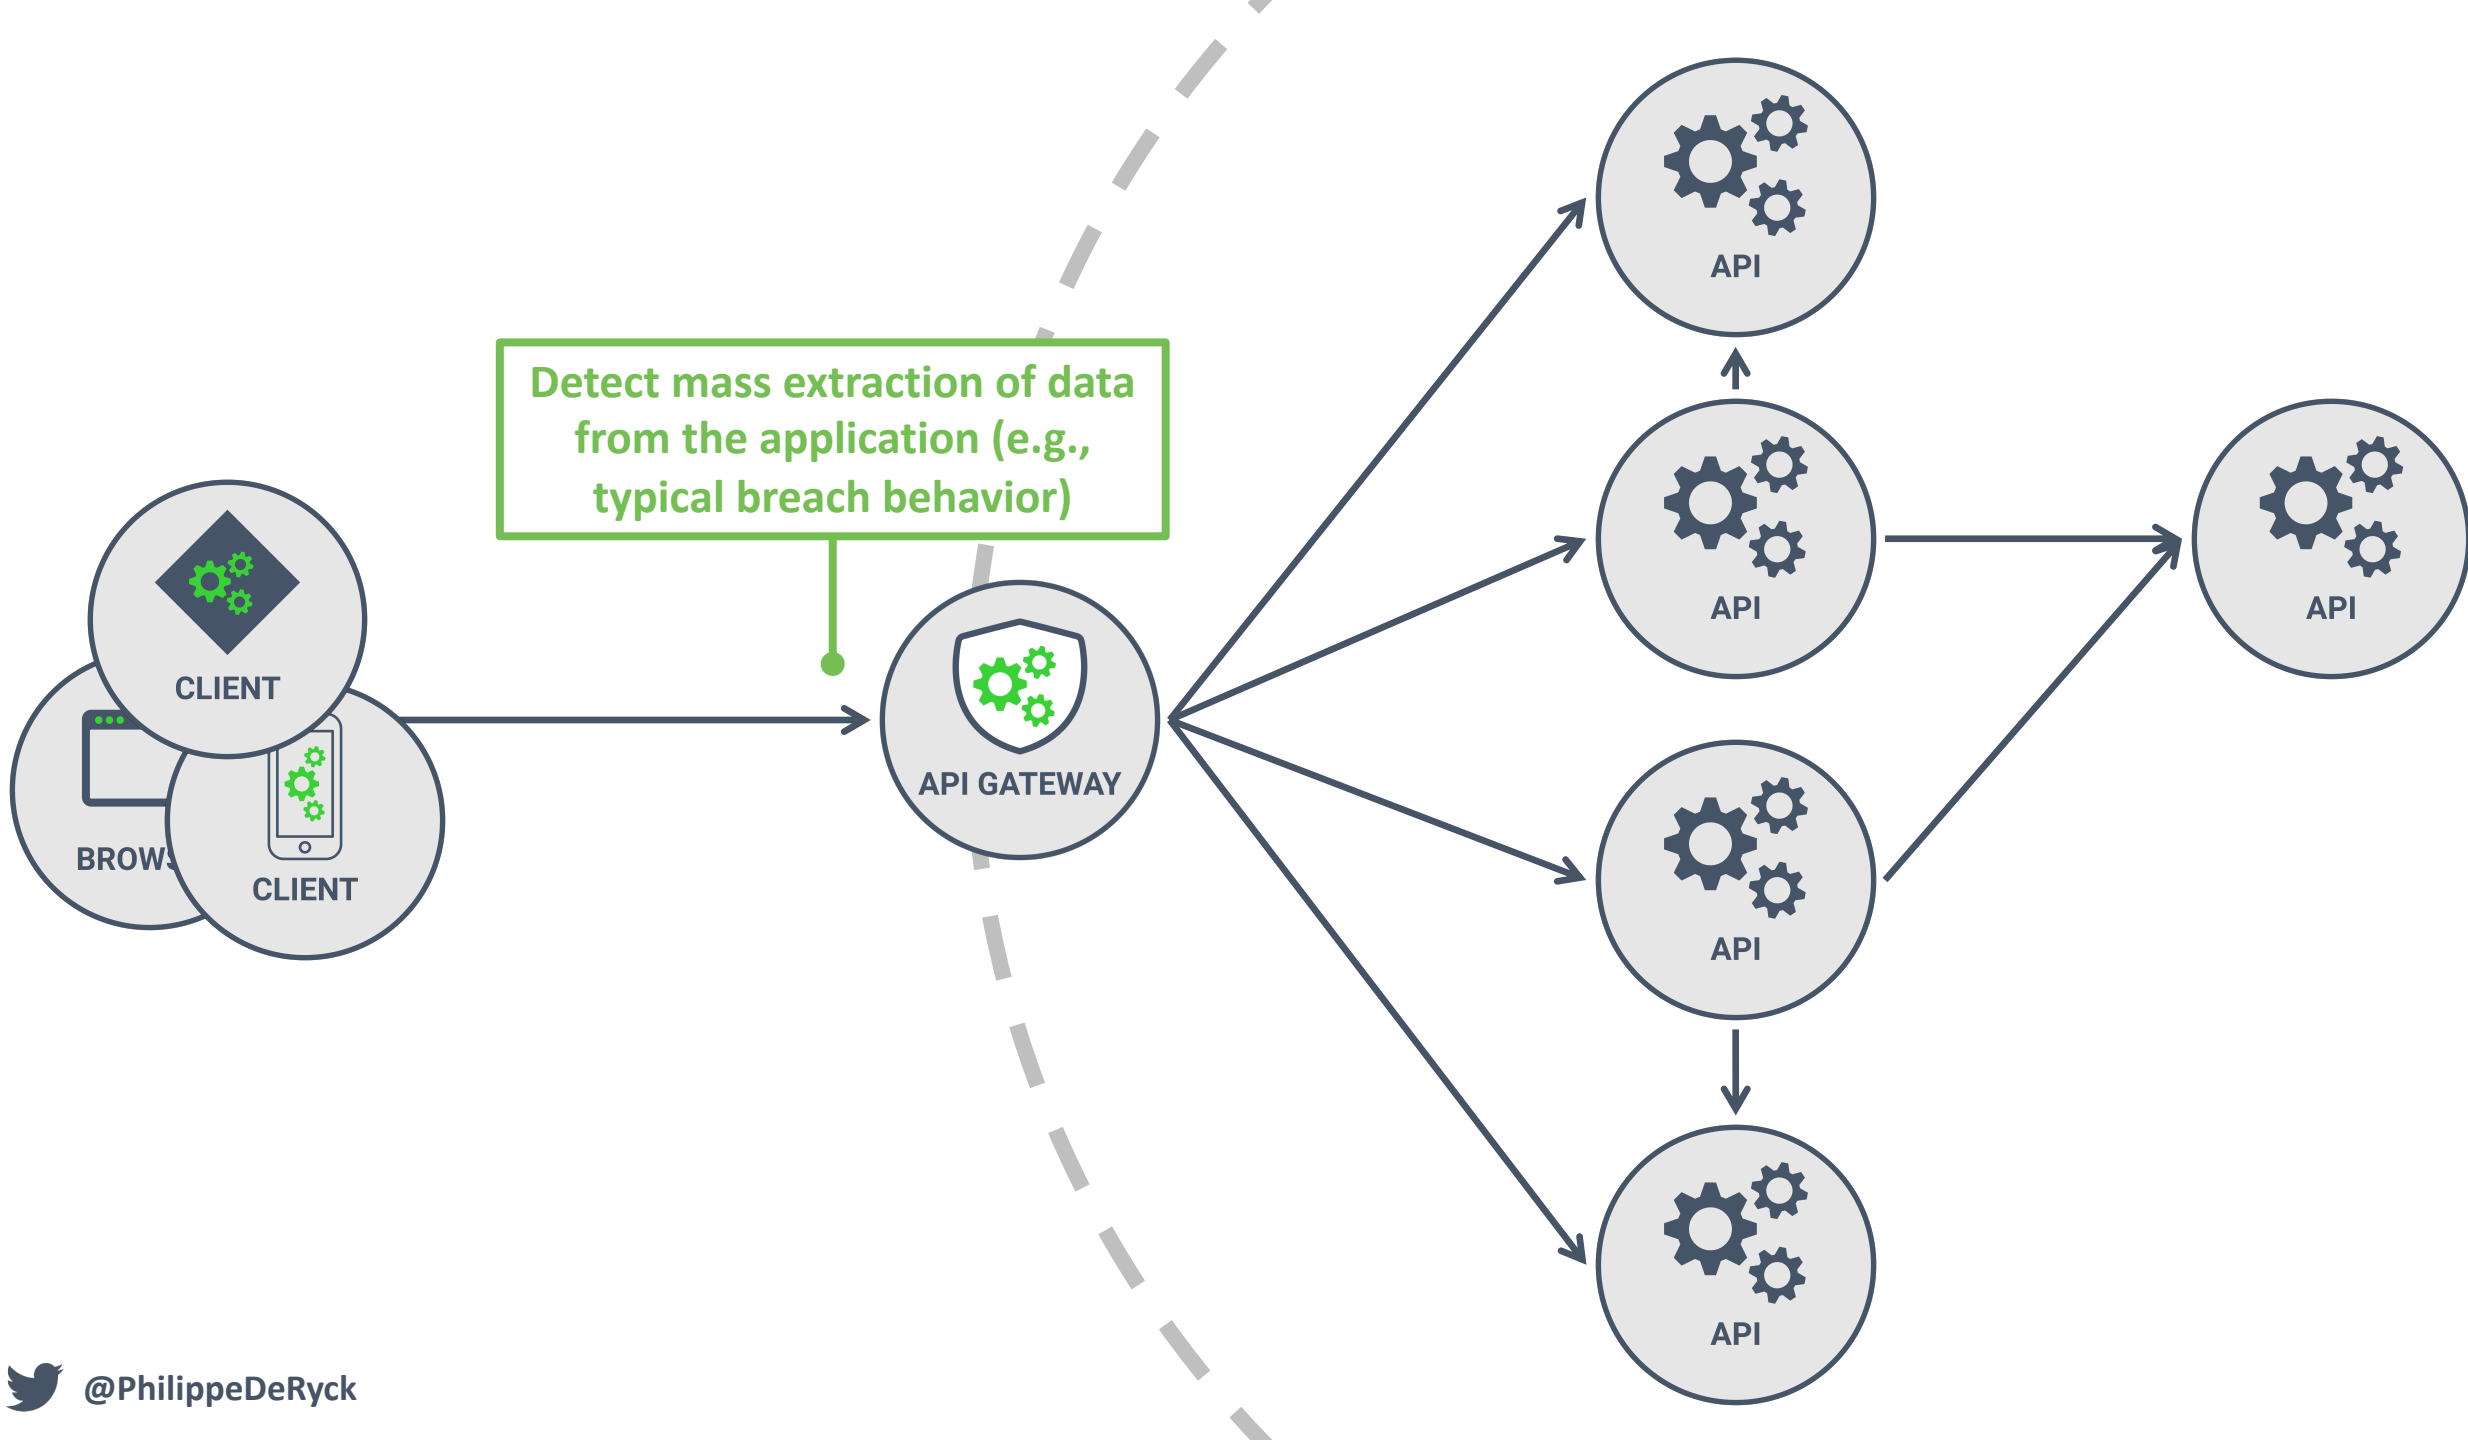 API
Detect mass extraction of data
from the application (e.g.,
typical breach behavior)
API
API
CLIENT
API GATEWAY
BROWS
CLIENT
API
API
@PhilippeDeRyck